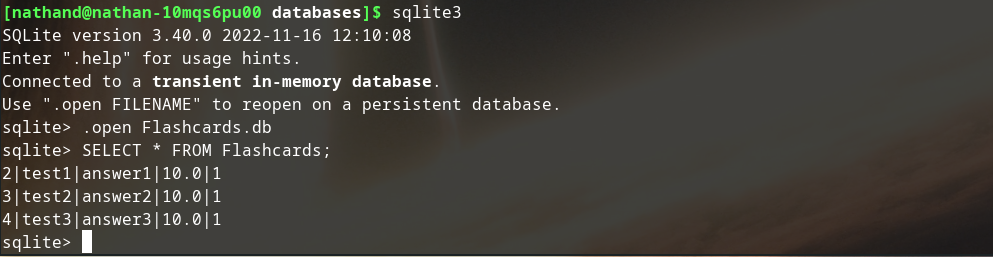 [nathand@nathan-10mqs6pu00 databases]$ sqlite3
SQLite version 3.40.0 2022-11-16 12:10:08
Enter ".help" for usage hints.
Connected to a transient in-memory database.
Use ".open FILENAME" to reopen on a persistent database.
sqlite> .open Flashcards.db
sqlite> SELECT * FROM Flashcards;
2|test1|answer1|10.0|1
3|test2|answer2|10.0|1
4|test3|answer3|10.0|1
sqlite>